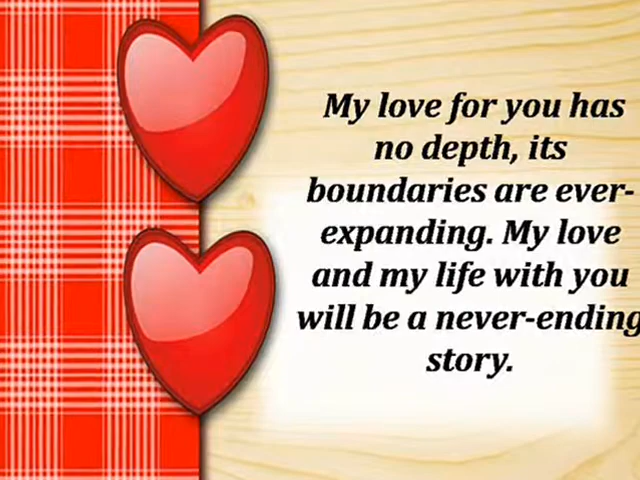 My love for you has
no depth, its
boundaries are ever-
expanding. My love
and my life with you
will be a never-ending
story.